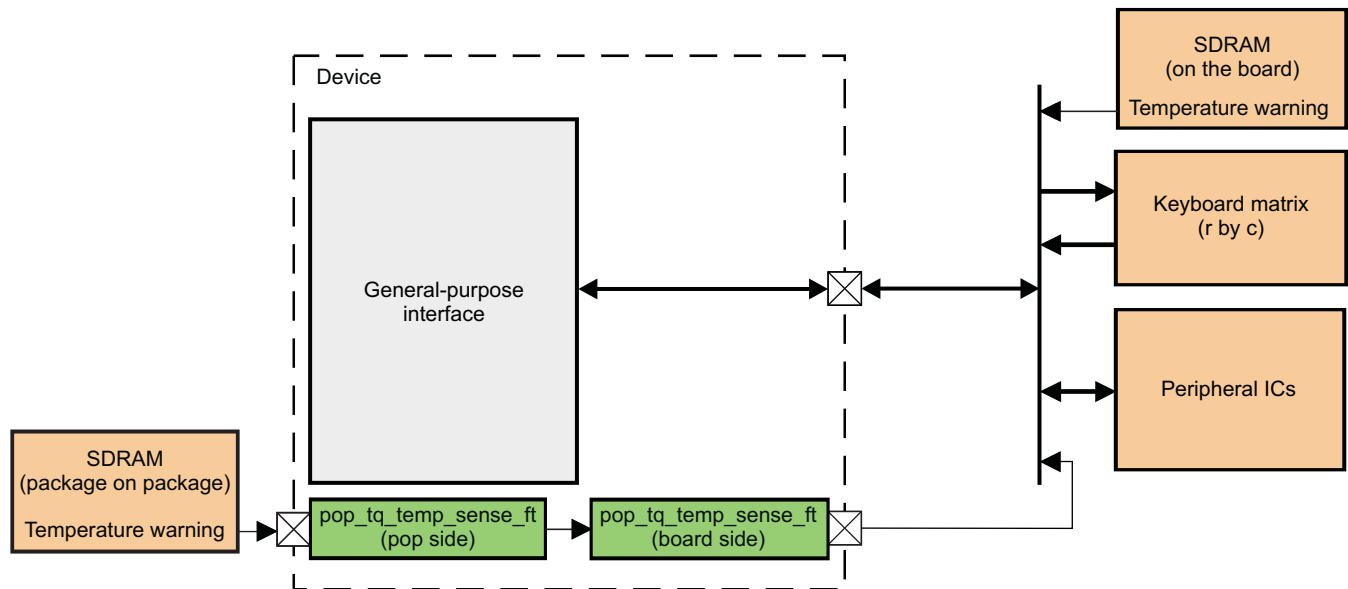 SDRAM
(on the board)
Temperature warning
Device
Keyboard matrix
(r by c)
General-purpose
interface
Peripheral ICs
SDRAM
(package on package)
Temperature warning
pop_tq_temp_sense_ft
(pop side)
pop_tq_temp_sense_ft
(board side)